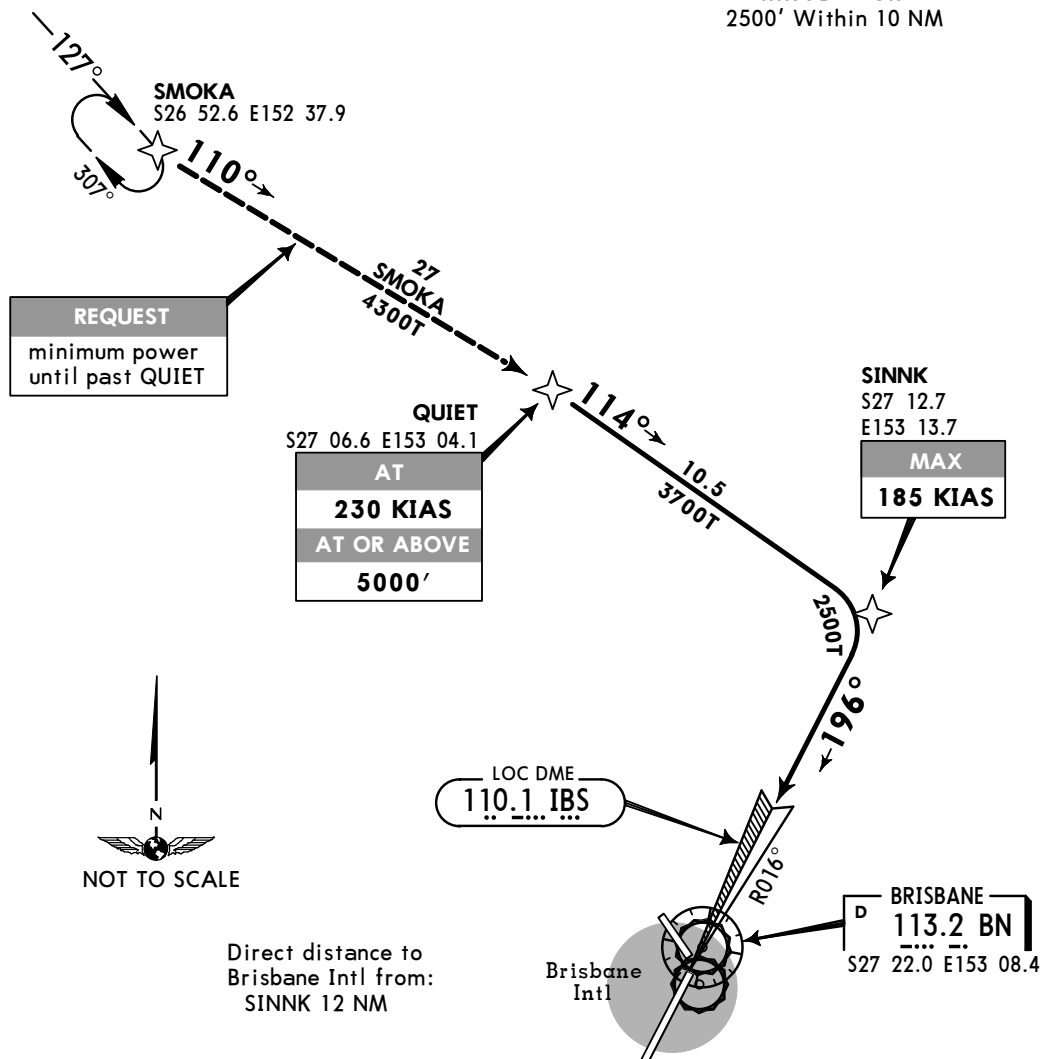 2500' Within 10 NM
127°
SMOKA
S26 52.6 E152 37.9
307°
110°
27
SMOKA
4300T
REQUEST
minimum power
until past QUIET
QUIET
S27 06.6 E153 04.1
AT
230 KIAS
AT OR ABOVE
5000'
114°
10.5
3700T
SINNK
S27 12.7
E153 13.7
MAX
185 KIAS
2500T
196°
LOC DME
110.1 IBS
R016°
N
NOT TO SCALE
BRISBANE
D
113.2 BN
S27 22.0 E153 08.4
Direct distance to
Brisbane Intl from:
SINNK 12 NM
Brisbane
Intl